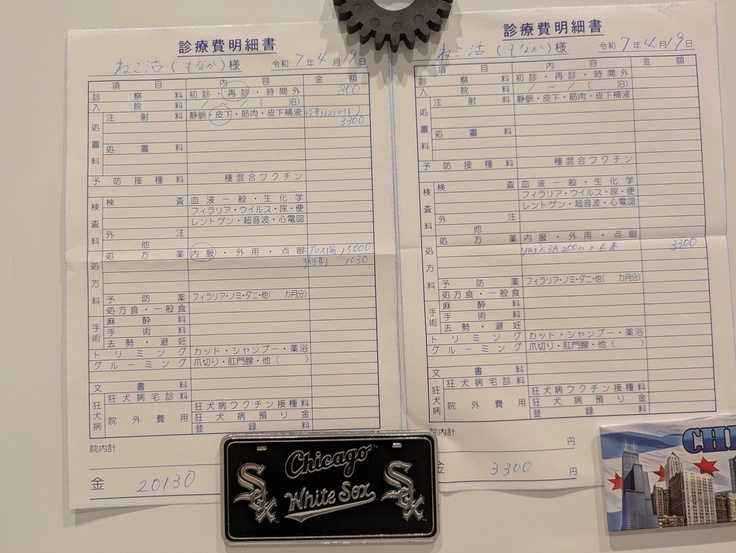 診療費明細書
ねこ活(もなか)様 令和7年4月19日
項目 内容 金額
診察料 初診・再診・時間外 800
入院料 / ~ / ( 泊)
処置料 注射料 静脈・皮下・筋肉・皮下補液
3300
処置料
予防接種料 種混合ワクチン
検査料 検査 血液一般・生化学
フィラリア・ウイルス・尿・便
レントゲン・超音波・心電図
外注
他
処方料 処方薬 内服・外用・点眼 15000
1030
予防薬 フィラリア・ノミ・ダニ・他( カ月分)
処方食・一般食
手術 麻酔料
手術料
去勢・避妊
トリミング カット・シャンプー・薬浴
グルーミング 爪切り・肛門腺・他( )
文書料
狂犬病 狂犬病宅診料
院外費用 狂犬病ワクチン接種料
狂犬病預り金
登録料
院内計
金 20130
診療費明細書
ねこ活(もなか)様 令和7年4月19日
項目 内容 金額
診察料 初診・再診・時間外
入院料 / ~ / ( 泊)
処置料 注射料 静脈・皮下・筋肉・皮下補液
処置料
予防接種料 種混合ワクチン
検査料 検査 血液一般・生化学
フィラリア・ウイルス・尿・便
レントゲン・超音波・心電図
外注
他
処方料 処方薬 内服・外用・点眼
3300
予防薬 フィラリア・ノミ・ダニ・他( カ月分)
処方食・一般食
手術 麻酔料
手術料
去勢・避妊
トリミング カット・シャンプー・薬浴
グルーミング 爪切り・肛門腺・他( )
文書料
狂犬病 狂犬病宅診料
院外費用 狂犬病ワクチン接種料
狂犬病預り金
登録料
院内計 円
金 3300 円
Chicago
White Sox
Sox
Sox
CHI